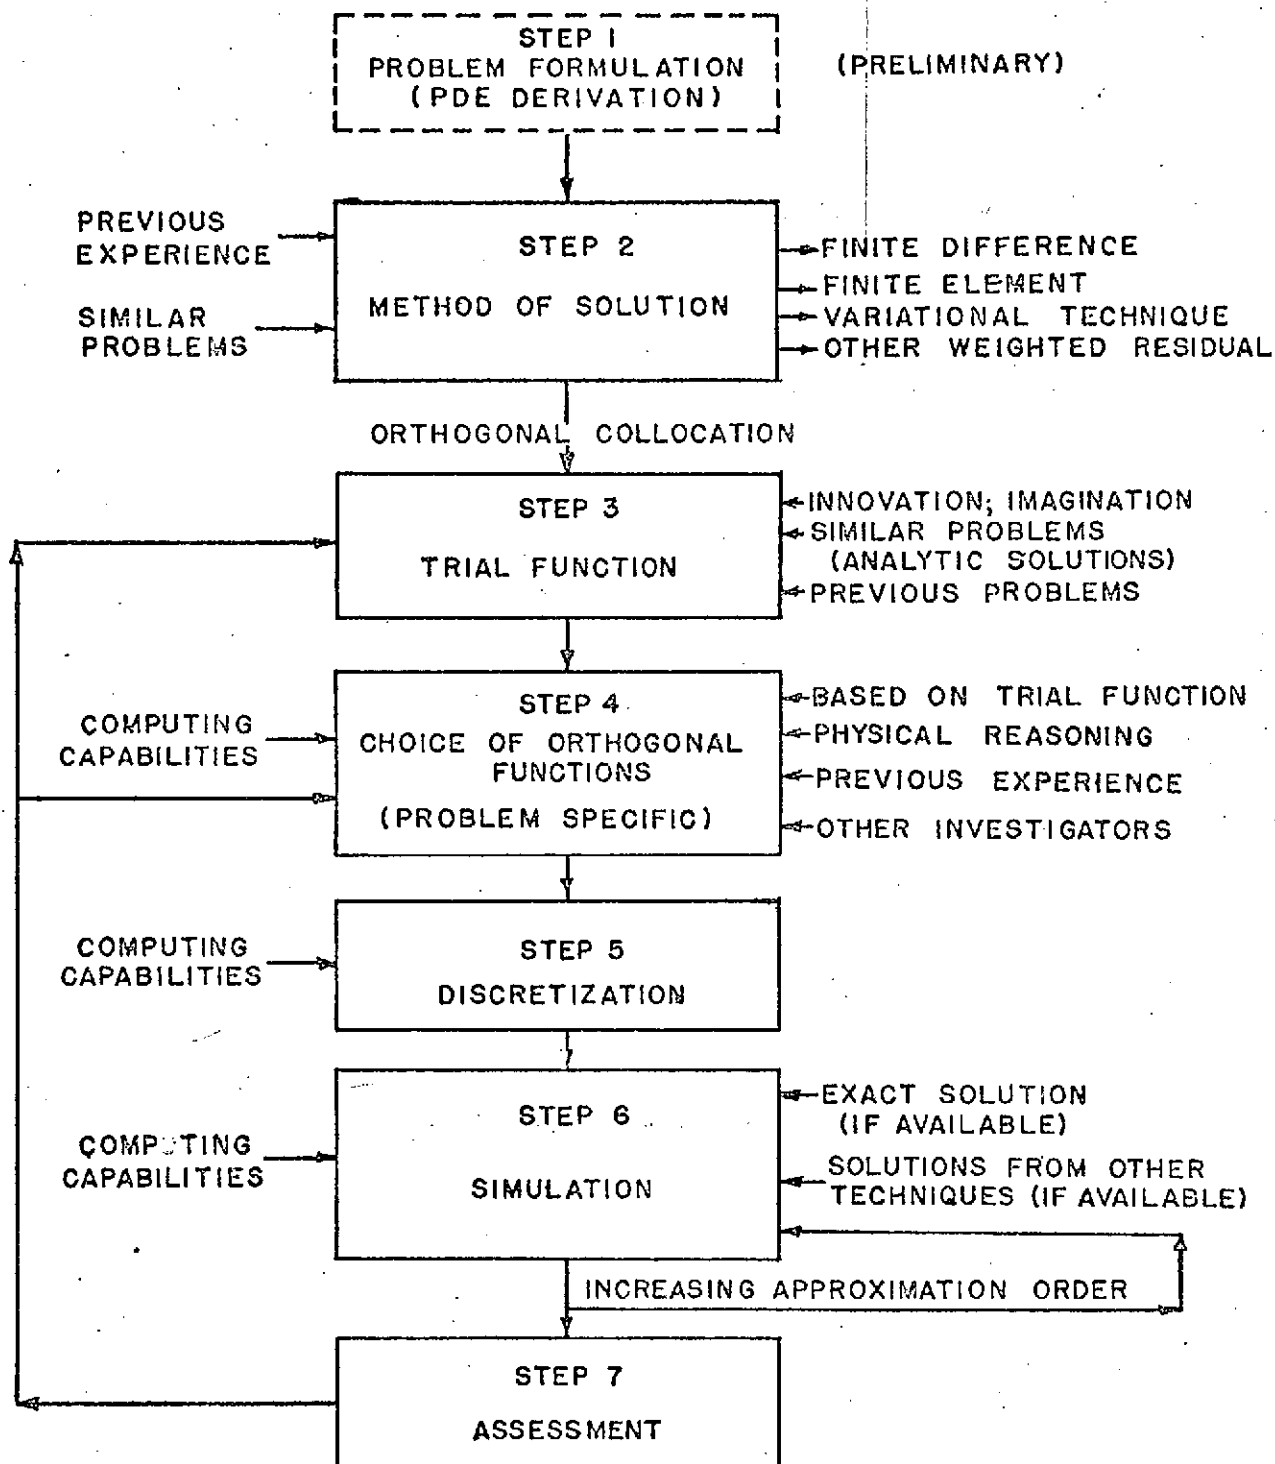 STEP 1
PROBLEM FORMULATION
(PDE DERIVATION)
(PRELIMINARY)
PREVIOUS
EXPERIENCE
SIMILAR
PROBLEMS
STEP 2
METHOD OF SOLUTION
FINITE DIFFERENCE
FINITE ELEMENT
VARIATIONAL TECHNIQUE
OTHER WEIGHTED RESIDUAL
ORTHOGONAL COLLOCATION
STEP 3
TRIAL FUNCTION
INNOVATION; IMAGINATION
SIMILAR PROBLEMS
(ANALYTIC SOLUTIONS)
PREVIOUS PROBLEMS
COMPUTING
CAPABILITIES
STEP 4
CHOICE OF ORTHOGONAL
FUNCTIONS
(PROBLEM SPECIFIC)
BASED ON TRIAL FUNCTION
PHYSICAL REASONING
PREVIOUS EXPERIENCE
OTHER INVESTIGATORS
COMPUTING
CAPABILITIES
STEP 5
DISCRETIZATION
COMPUTING
CAPABILITIES
STEP 6
SIMULATION
EXACT SOLUTION
(IF AVAILABLE)
SOLUTIONS FROM OTHER
TECHNIQUES (IF AVAILABLE)
INCREASING APPROXIMATION ORDER
STEP 7
ASSESSMENT